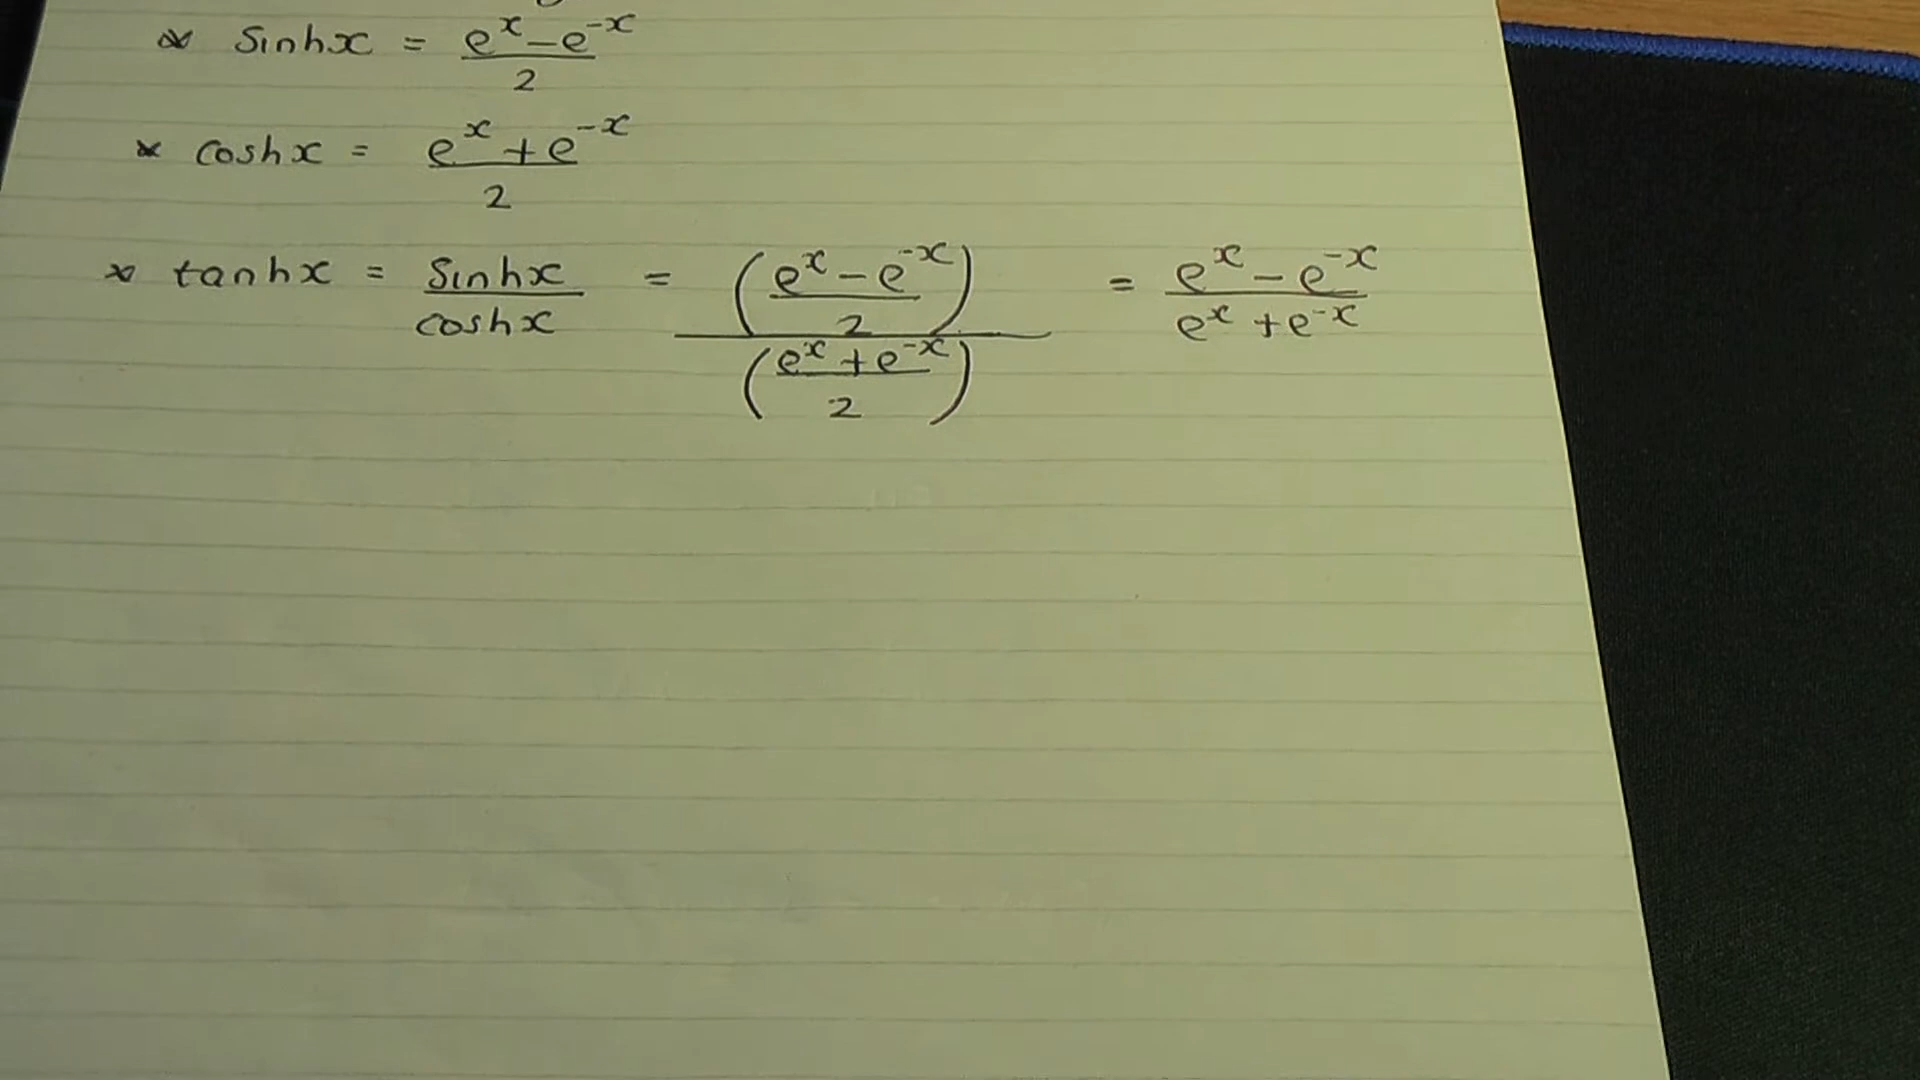 * sinhx = (e^x - e^-x)/2
* coshx = (e^x + e^-x)/2
* tanhx = sinhx/coshx = ((e^x - e^-x)/2)/((e^x + e^-x)/2) = (e^x - e^-x)/(e^x + e^-x)